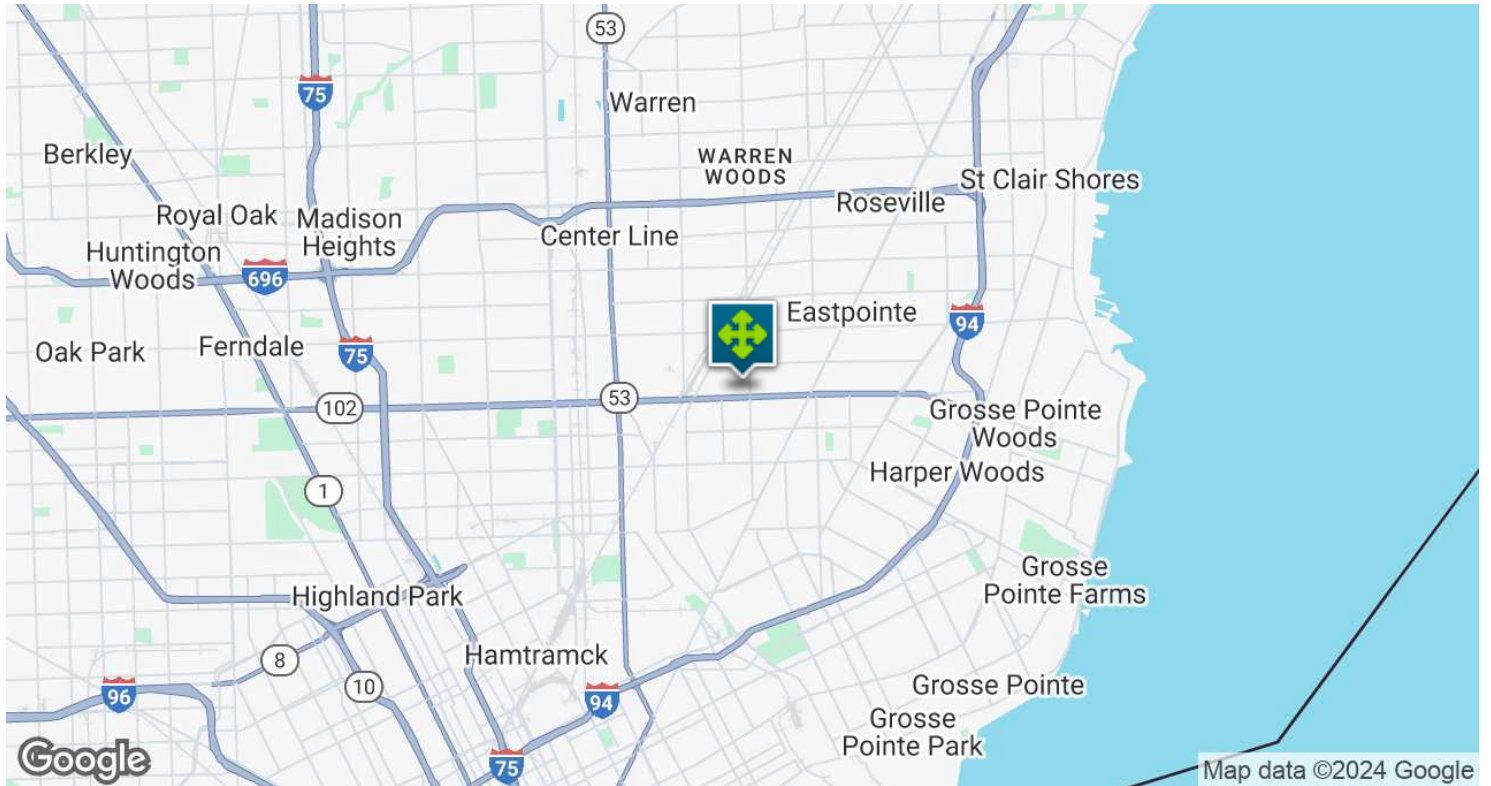 53
75
Warren
Berkley
WARREN
WOODS
St Clair Shores
Roseville
Royal Oak
Madison
Heights
Center Line
Huntington
Woods
696
Eastpointe
94
Oak Park
Ferndale
75
53
102
Grosse Pointe
Woods
Harper Woods
1
Grosse
Pointe Farms
Highland Park
Hamtramck
8
10
96
94
Grosse Pointe
Grosse
Pointe Park
75
Google
Map data ©2024 Google